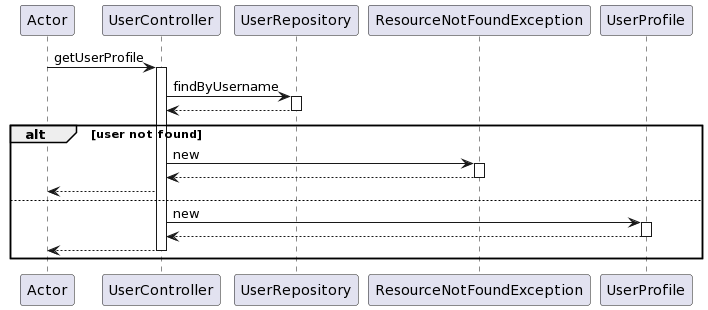 Actor UserController UserRepository ResourceNotFoundException UserProfile
getUserProfile
findByUsername
alt [user not found]
new
new
Actor UserController UserRepository ResourceNotFoundException UserProfile